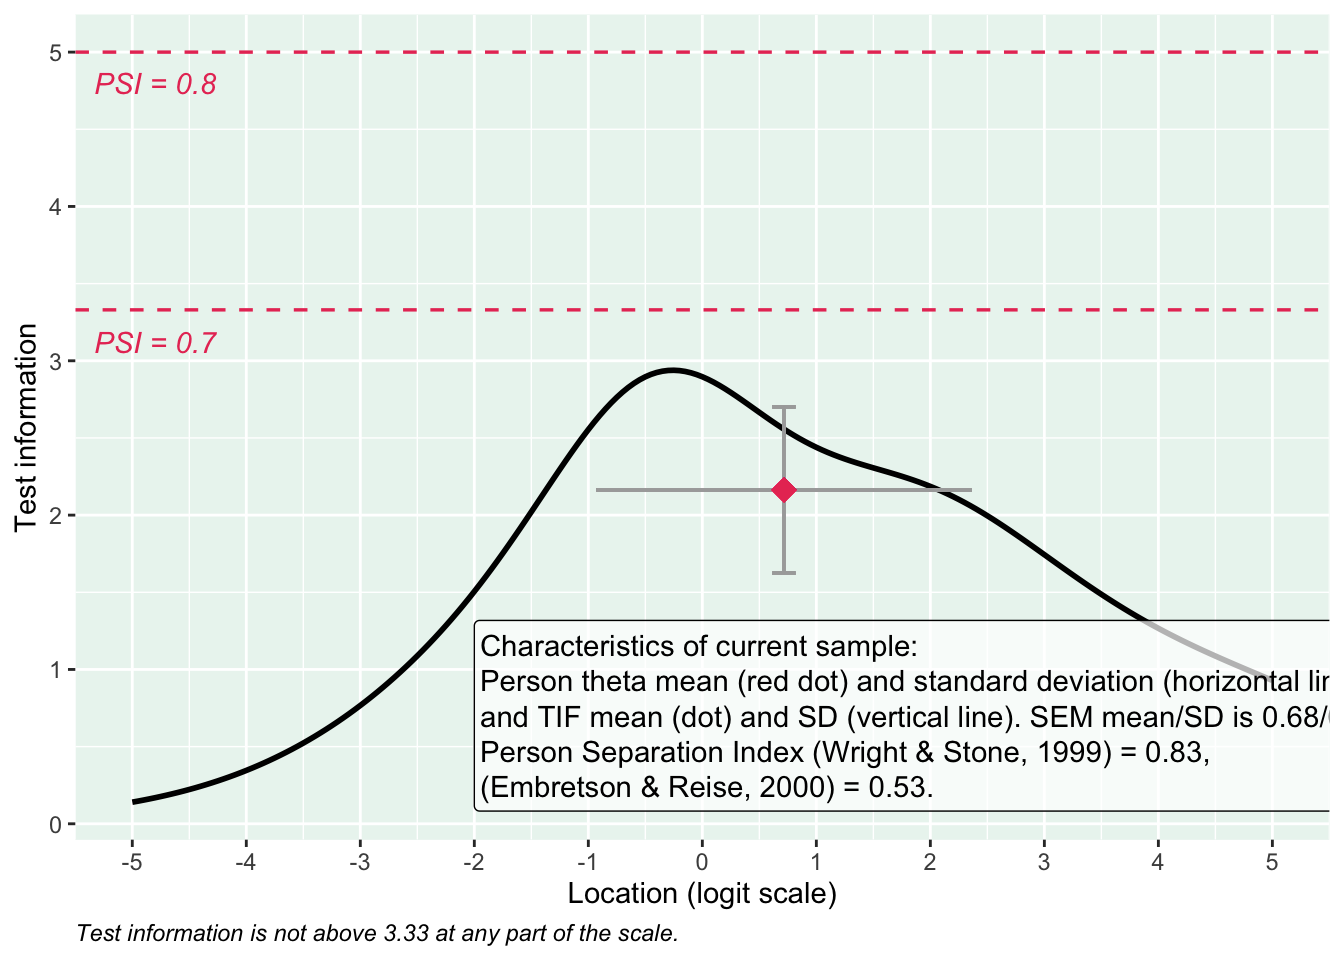 5
PSI = 0.8
4
PSI = 0.7
3
2
1
0
Test information
Characteristics of current sample:
Person theta mean (red dot) and standard deviation (horizontal
and TIF mean (dot) and SD (vertical line). SEM mean/SD is 0.68/
Person Separation Index (Wright & Stone, 1999) = 0.83,
(Embretson & Reise, 2000) = 0.53.
-5 -4 -3 -2 -1 0 1 2 3 4 5
Location (logit scale)
Test information is not above 3.33 at any part of the scale.